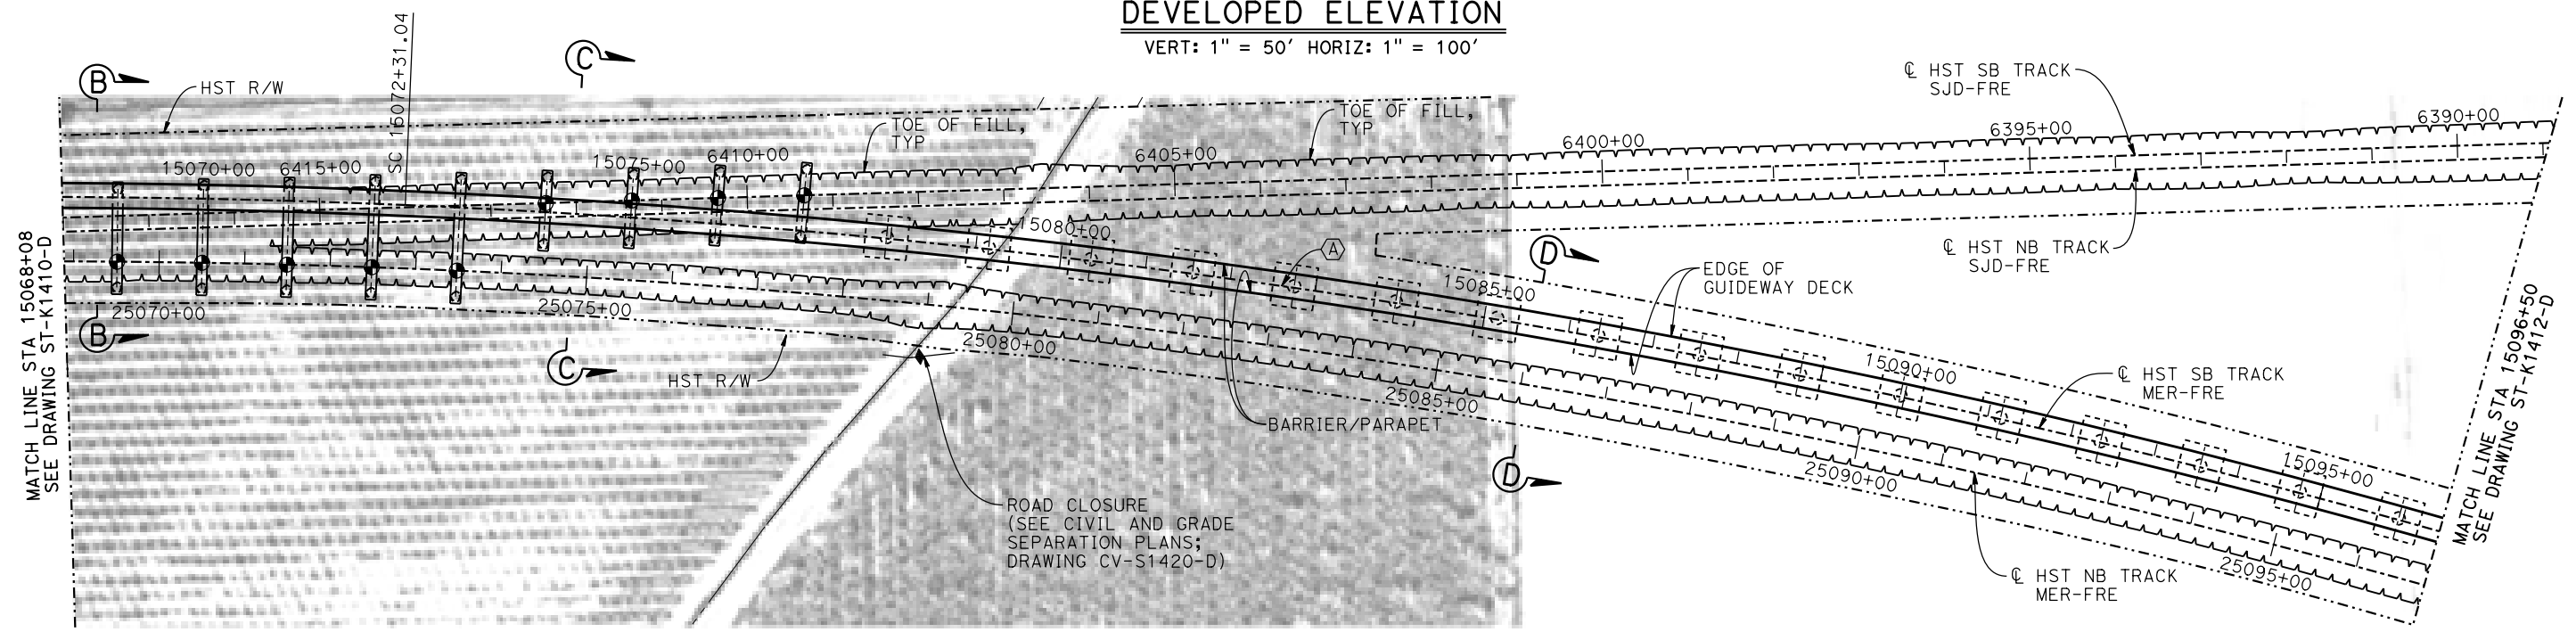 DEVELOPED ELEVATION
VERT: 1" = 50' HORIZ: 1" = 100'
B
HST R/W
SC 15072+31.04
C
TOE OF FILL,
TYP
TOE OF FILL,
TYP
℄ HST SB TRACK
SJD-FRE
6390+00
6395+00
6400+00
6405+00
6410+00
15075+00
6415+00
15070+00
MATCH LINE STA 15068+08
SEE DRAWING ST-K1410-D
15080+00
A
D
℄ HST NB TRACK
SJD-FRE
EDGE OF
GUIDEWAY DECK
15085+00
25070+00
25075+00
B
C
HST R/W
25080+00
25085+00
BARRIER/PARAPET
15090+00
℄ HST SB TRACK
MER-FRE
MATCH LINE STA 15096+50
SEE DRAWING ST-K1412-D
D
25090+00
15095+00
ROAD CLOSURE
(SEE CIVIL AND GRADE
SEPARATION PLANS;
DRAWING CV-S1420-D)
25095+00
℄ HST NB TRACK
MER-FRE